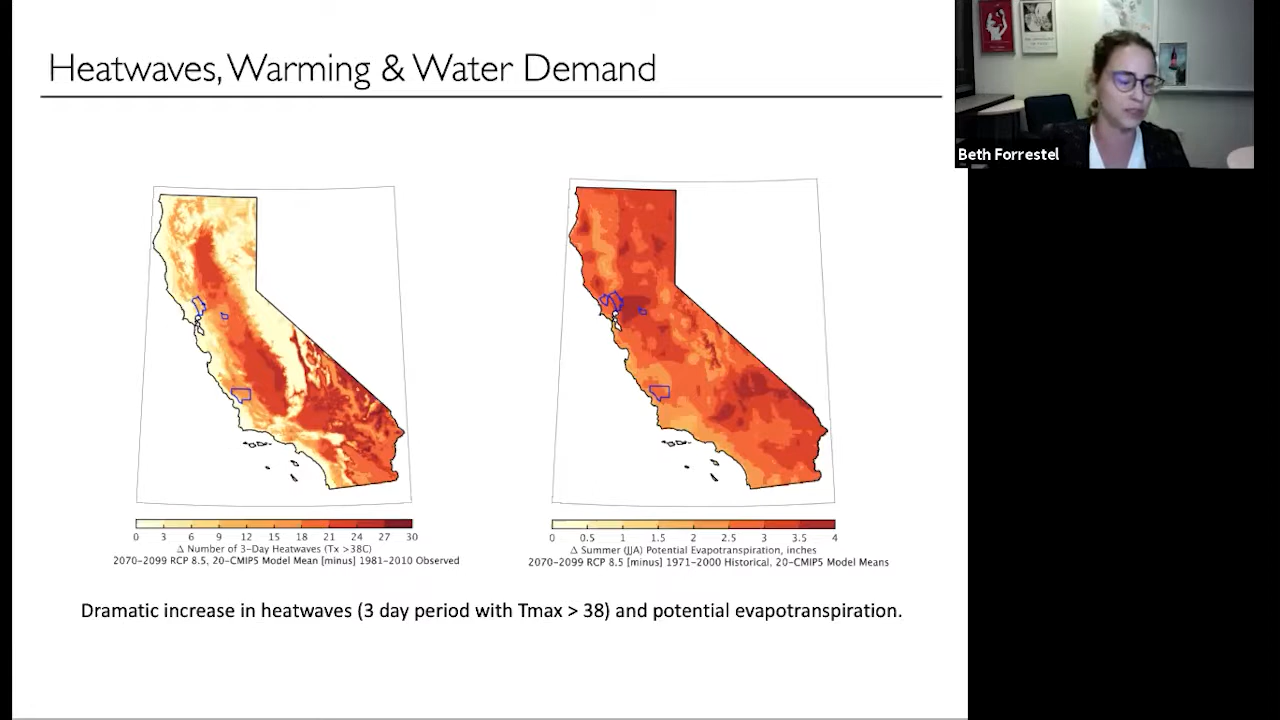 Heatwaves, Warming & Water Demand
Beth Forrestel
0 3 6 9 12 15 18 21 24 27 30
Δ Number of 3-Day Heatwaves (Tx >38C)
2070-2099 RCP 8.5, 20-CMIP5 Model Mean [minus] 1981-2010 Observed
0 0.5 1 1.5 2 2.5 3 3.5 4
Δ Summer (JJA) Potential Evapotranspiration, inches
2070-2099 RCP 8.5 [minus] 1971-2000 Historical, 20-CMIP5 Model Means
Dramatic increase in heatwaves (3 day period with Tmax > 38) and potential evapotranspiration.